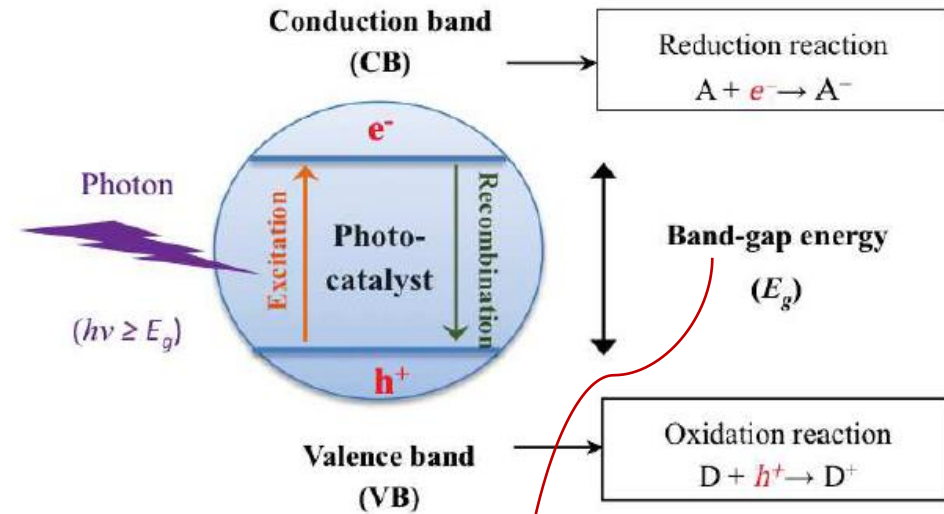 Conduction band
(CB)
Reduction reaction
A + e⁻ → A⁻
e⁻
Photon
(hν ≥ E_g)
Excitation
Photo-
catalyst
Recombination
Band-gap energy
(E_g)
h⁺
Valence band
(VB)
Oxidation reaction
D + h⁺ → D⁺